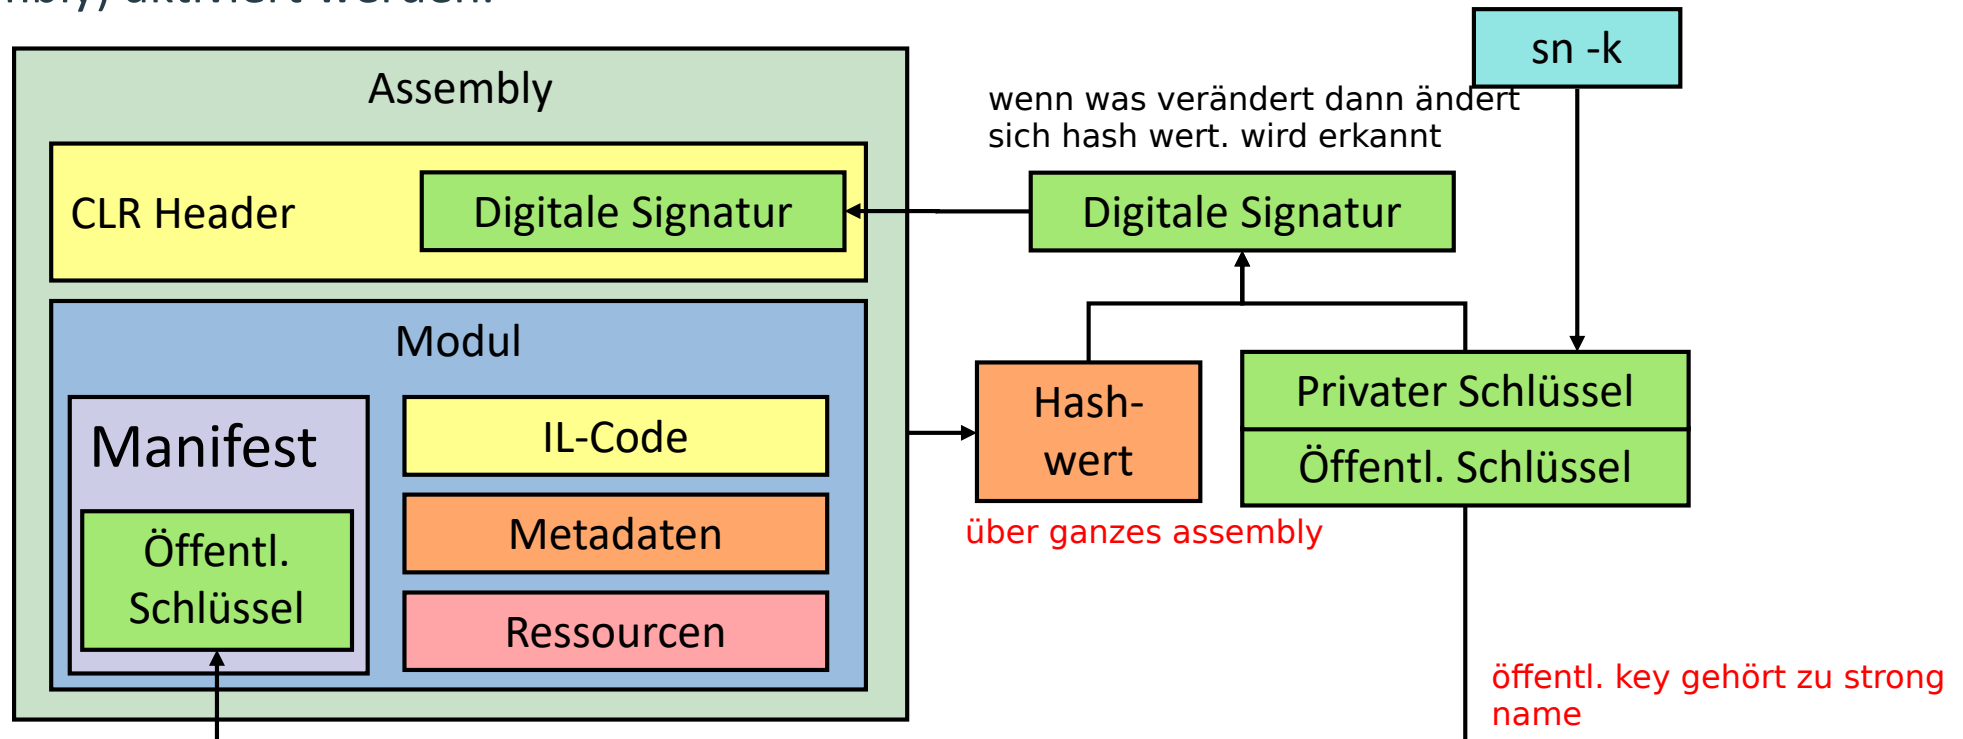 aktiviert werden.
sn -k
Assembly
wenn was verändert dann ändert
sich hash wert. wird erkannt
CLR Header
Digitale Signatur
Digitale Signatur
Modul
Manifest
IL-Code
Hash-
wert
Privater Schlüssel
Öffentl. Schlüssel
Metadaten
über ganzes assembly
Öffentl.
Schlüssel
Ressourcen
öffentl. key gehört zu strong
name